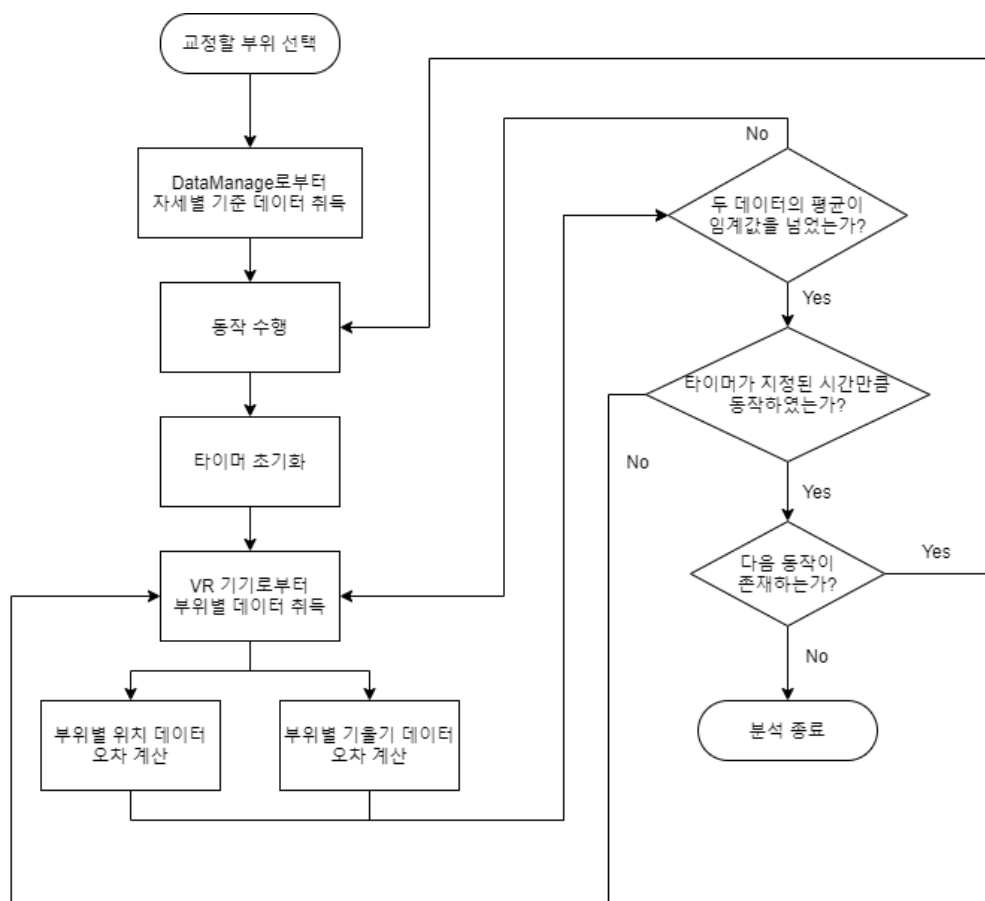 교정할 부위 선택
DataManage로부터
자세별 기준 데이터 취득
동작 수행
타이머 초기화
VR 기기로부터
부위별 데이터 취득
부위별 위치 데이터
오차 계산
부위별 기울기 데이터
오차 계산
No
두 데이터의 평균이
임계값을 넘었는가?
Yes
타이머가 지정된 시간만큼
동작하였는가?
No
Yes
다음 동작이
존재하는가?
Yes
No
분석 종료